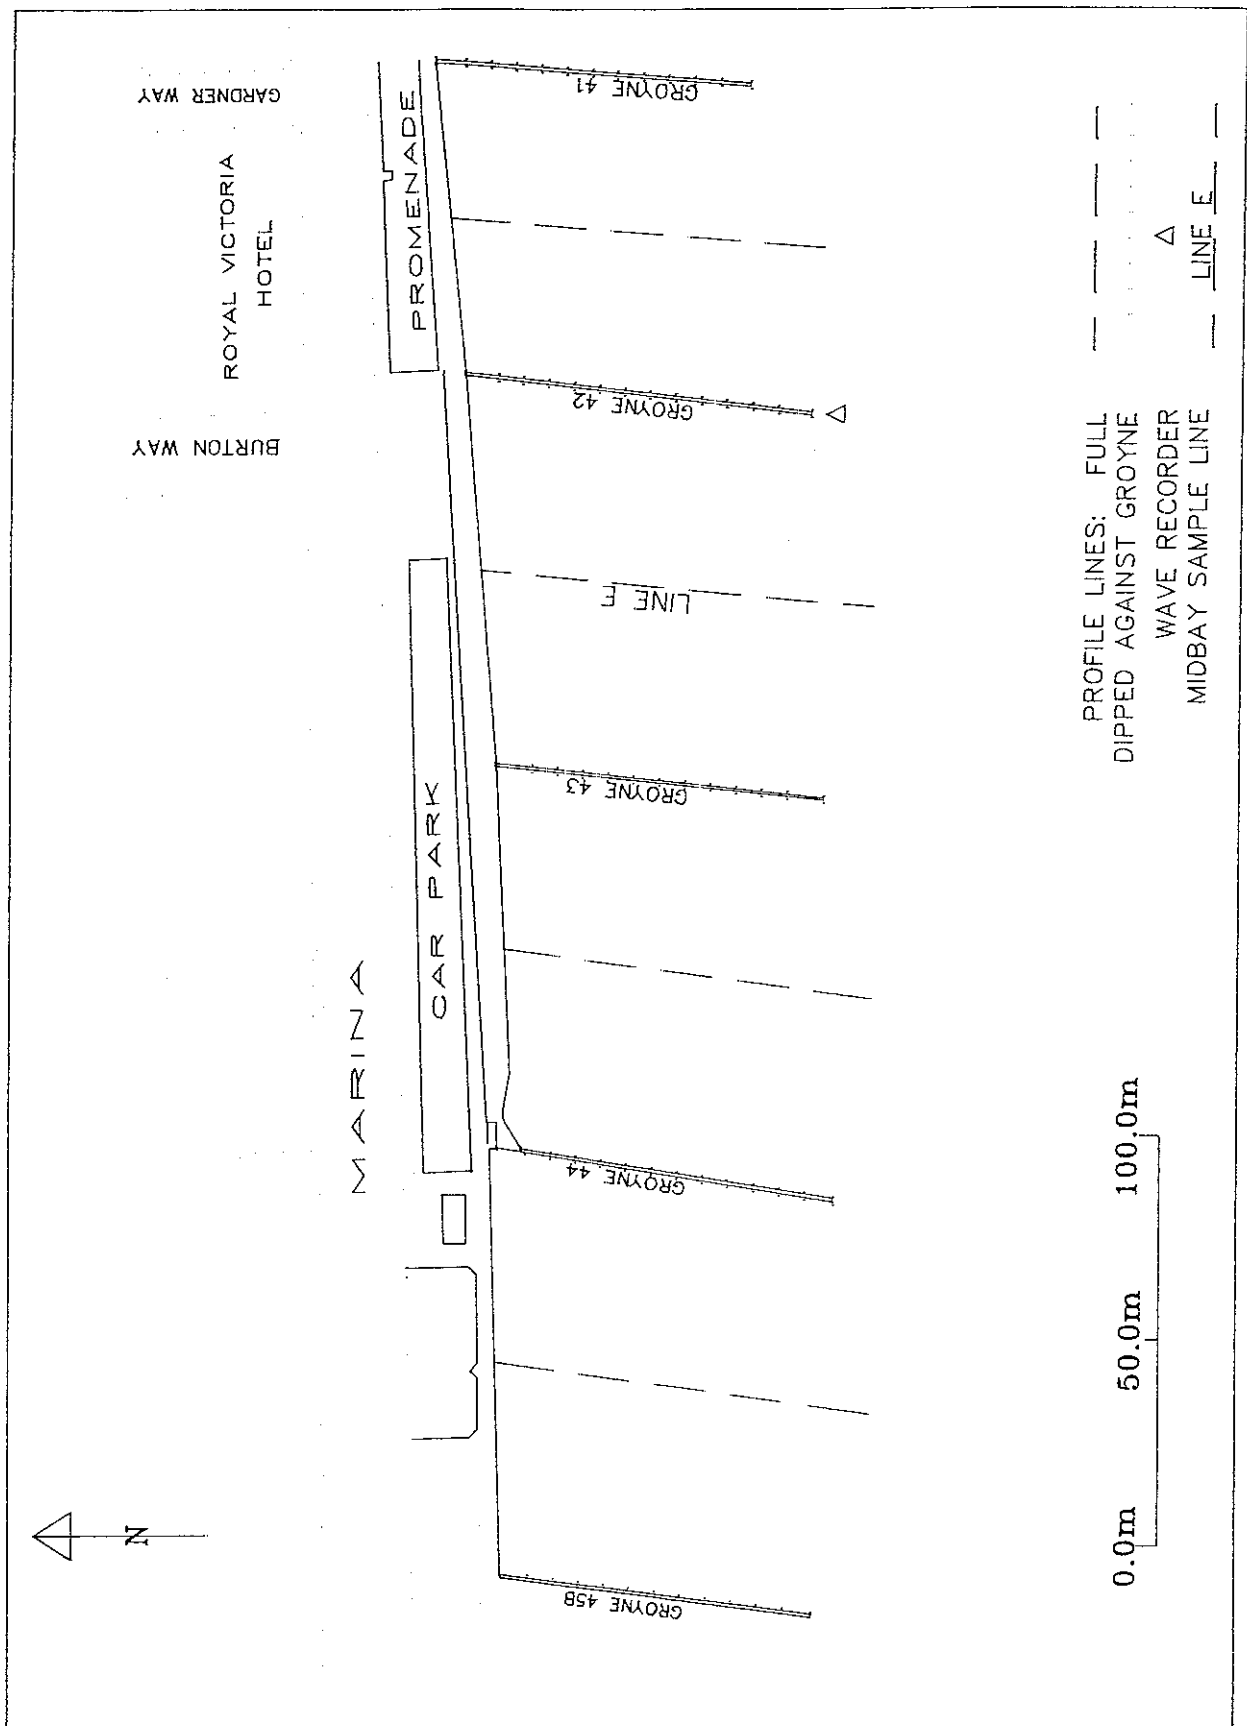 GARDNER WAY
ROYAL VICTORIA
HOTEL
BURTON WAY
MARINA
CAR PARK
PROMENADE
GROYNE 41
GROYNE 42
LINE E
GROYNE 43
GROYNE 44
GROYNE 45B
N
0.0m 50.0m 100.0m
PROFILE LINES: FULL
DIPPED AGAINST GROYNE
WAVE RECORDER
MIDBAY SAMPLE LINE
LINE E